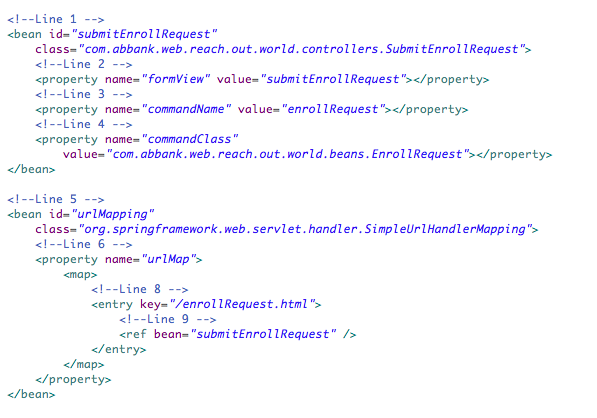 <!--Line 1 -->
<bean id="submitEnrollRequest"
class="com.abbank.web.reach.out.world.controllers.SubmitEnrollRequest">
<!--Line 2 -->
<property name="formView" value="submitEnrollRequest"></property>
<!--Line 3 -->
<property name="commandName" value="enrollRequest"></property>
<!--Line 4 -->
<property name="commandClass"
value="com.abbank.web.reach.out.world.beans.EnrollRequest"></property>
</bean>
<!--Line 5 -->
<bean id="urlMapping"
class="org.springframework.web.servlet.handler.SimpleUrlHandlerMapping">
<!--Line 6 -->
<property name="urlMap">
<map>
<!--Line 8 -->
<entry key="/enrollRequest.html">
<!--Line 9 -->
<ref bean="submitEnrollRequest" />
</entry>
</map>
</property>
</bean>